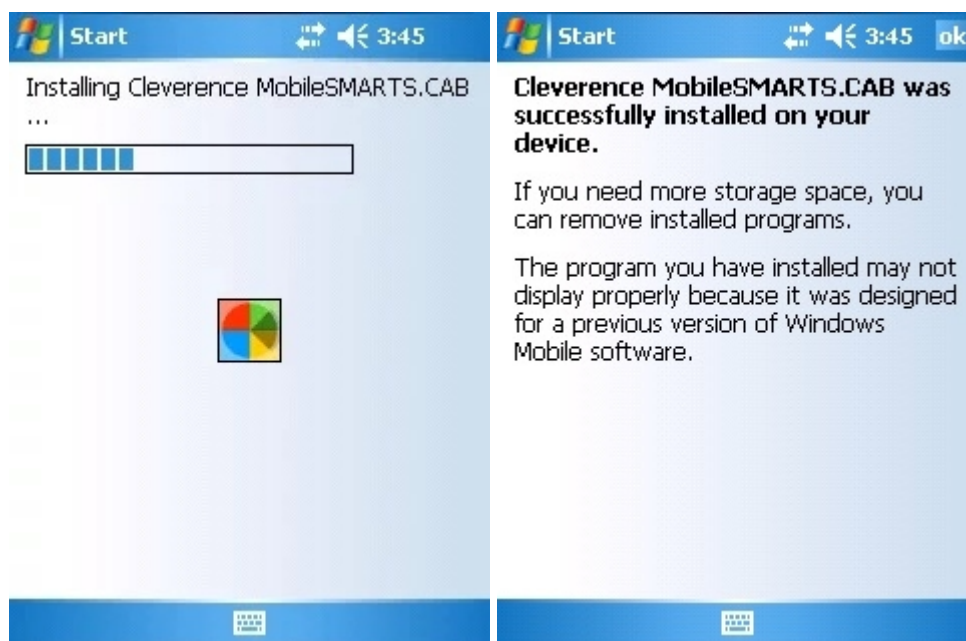 Start 3:45
Installing Cleverence MobileSMARTS.CAB
...
Start 3:45 ok
Cleverence MobileSMARTS.CAB was
successfully installed on your
device.
If you need more storage space, you
can remove installed programs.
The program you have installed may not
display properly because it was designed
for a previous version of Windows
Mobile software.